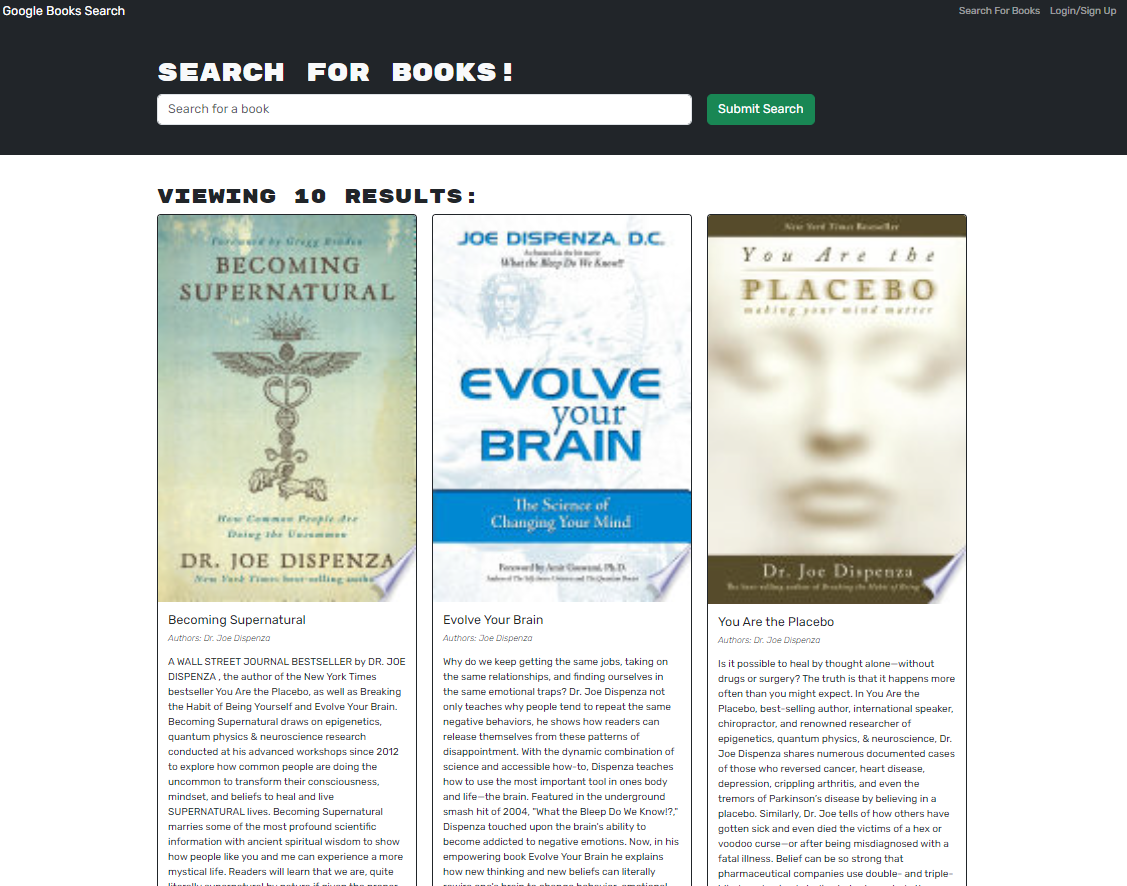 Google Books Search
Search For Books Login/Sign Up
SEARCH FOR BOOKS!
Search for a book
Submit Search
VIEWING 10 RESULTS:
Foreword by Gregg Braden
BECOMING
SUPERNATURAL
How Common People Are
Doing the Uncommon
DR. JOE DISPENZA
New York Times best-selling
Becoming Supernatural
Authors: Dr. Joe Dispenza
A WALL STREET JOURNAL BESTSELLER by DR. JOE
DISPENZA , the author of the New York Times
bestseller You Are the Placebo, as well as Breaking
the Habit of Being Yourself and Evolve Your Brain.
Becoming Supernatural draws on epigenetics,
quantum physics & neuroscience research
conducted at his advanced workshops since 2012
to explore how common people are doing the
uncommon to transform their consciousness,
mindset, and beliefs to heal and live
SUPERNATURAL lives. Becoming Supernatural
marries some of the most profound scientific
information with ancient spiritual wisdom to show
how people like you and me can experience a more
mystical life. Readers will learn that we are, quite
literally supernatural by nature if given the proper
JOE DISPENZA, D.C.
As featured in the hit movie
What the Bleep Do We Know!?
EVOLVE
your
BRAIN
The Science of
Changing Your Mind
Foreword by Amit Goswami, Ph.D.
Evolve Your Brain
Authors: Joe Dispenza
Why do we keep getting the same jobs, taking on
the same relationships, and finding ourselves in
the same emotional traps? Dr. Joe Dispenza not
only teaches why people tend to repeat the same
negative behaviors, he shows how readers can
release themselves from these patterns of
disappointment. With the dynamic combination of
science and accessible how-to, Dispenza teaches
how to use the most important tool in ones body
and life—the brain. Featured in the underground
smash hit of 2004, "What the Bleep Do We Know!?,"
Dispenza touched upon the brain's ability to
become addicted to negative emotions. Now, in his
empowering book Evolve Your Brain he explains
how new thinking and new beliefs can literally
rewire one's brain to change behavior, emotional
New York Times Bestseller
You Are the
PLACEBO
making your mind matter
Dr. Joe Dispenza
The best-selling author of Breaking the Habit of Being
You Are the Placebo
Authors: Dr. Joe Dispenza
Is it possible to heal by thought alone—without
drugs or surgery? The truth is that it happens more
often than you might expect. In You Are the
Placebo, best-selling author, international speaker,
chiropractor, and renowned researcher of
epigenetics, quantum physics, & neuroscience, Dr.
Joe Dispenza shares numerous documented cases
of those who reversed cancer, heart disease,
depression, crippling arthritis, and even the
tremors of Parkinson's disease by believing in a
placebo. Similarly, Dr. Joe tells of how others have
gotten sick and even died the victims of a hex or
voodoo curse—or after being misdiagnosed with a
fatal illness. Belief can be so strong that
pharmaceutical companies use double- and triple-